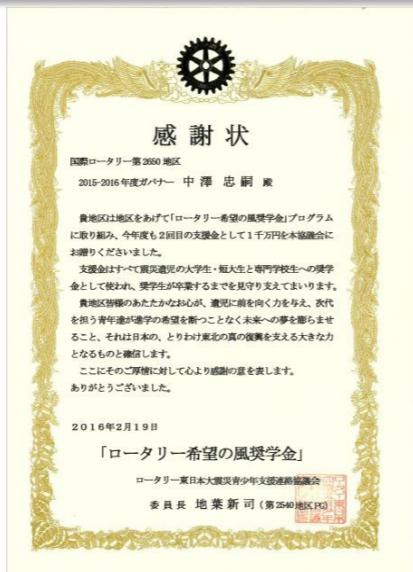 感謝状
国際ロータリー第2650地区
2015-2016年度ガバナー 中澤 忠嗣 殿
貴地区は地区をあげて「ロータリー希望の風奨学金」プログラム
に取り組み、今年度も2回目の支援金として1千万円を本協議会に
お贈りくださいました。
支援金はすべて震災遺児の大学生・短大生と専門学校生への奨学
金として使われ、奨学生が卒業するまでを見守り支えてまいります。
貴地区皆様のあたたかなお心が、遺児に前を向く力を与え、次代
を担う青年達が進学の希望を断つことなく未来への夢を膨らませ
ること、それは日本の、とりわけ東北の真の復興を支える大きな力
となるものと確信します。
ここにそのご厚情に対して心より感謝の意を表します。
ありがとうございました。
2016年2月19日
「ロータリー希望の風奨学金」
ロータリー東日本大震災青少年支援連絡協議会
委員長 地葉新司(第2540地区PG)